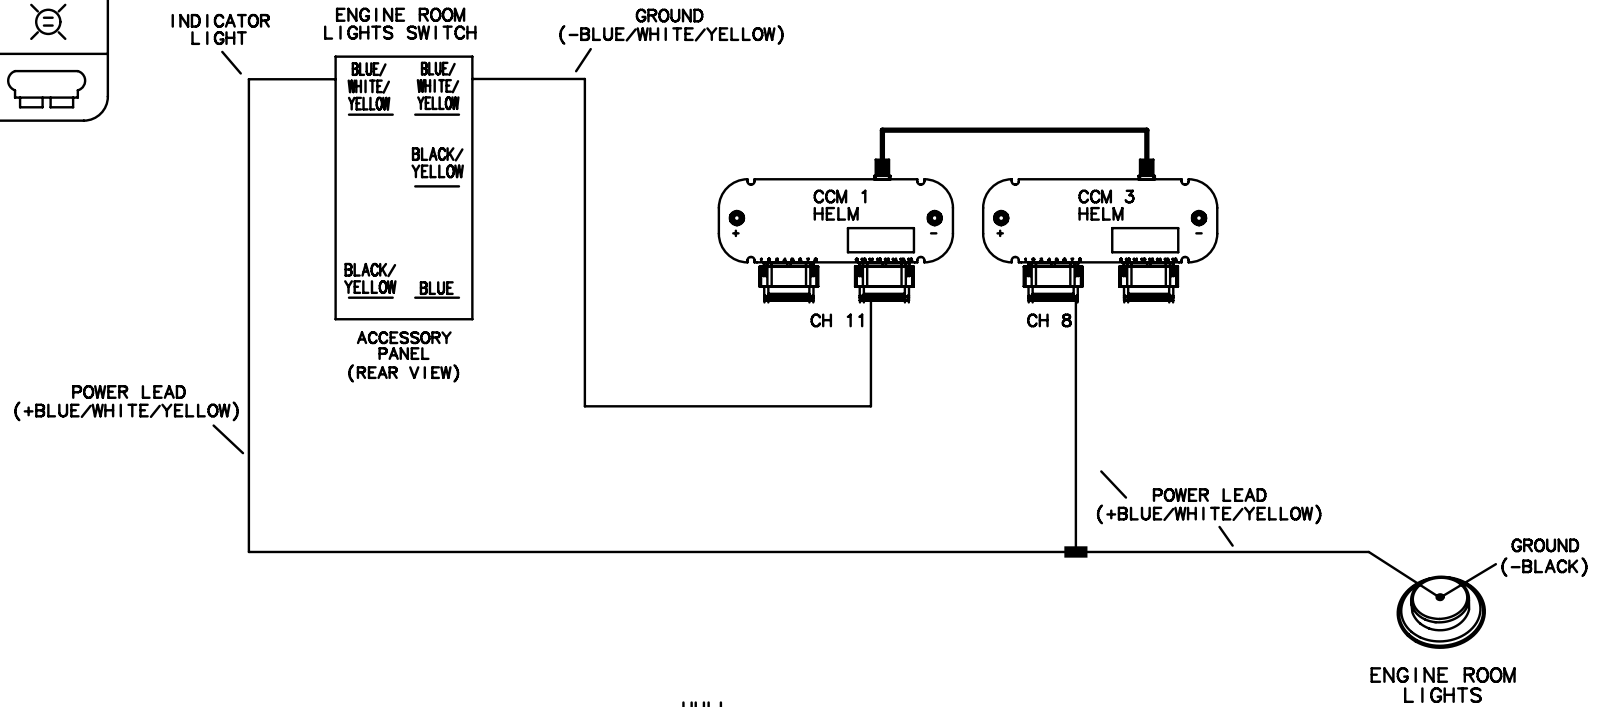 INDICATOR
LIGHT
ENGINE ROOM
LIGHTS SWITCH
GROUND
(-BLUE/WHITE/YELLOW)
BLUE/
WHITE/
YELLOW
BLUE/
WHITE/
YELLOW
BLACK/
YELLOW
BLACK/
YELLOW
BLUE
ACCESSORY
PANEL
(REAR VIEW)
CCM 1
HELM
+
-
CCM 3
HELM
+
-
CH 11
CH 8
POWER LEAD
(+BLUE/WHITE/YELLOW)
POWER LEAD
(+BLUE/WHITE/YELLOW)
GROUND
(-BLACK)
ENGINE ROOM
LIGHTS